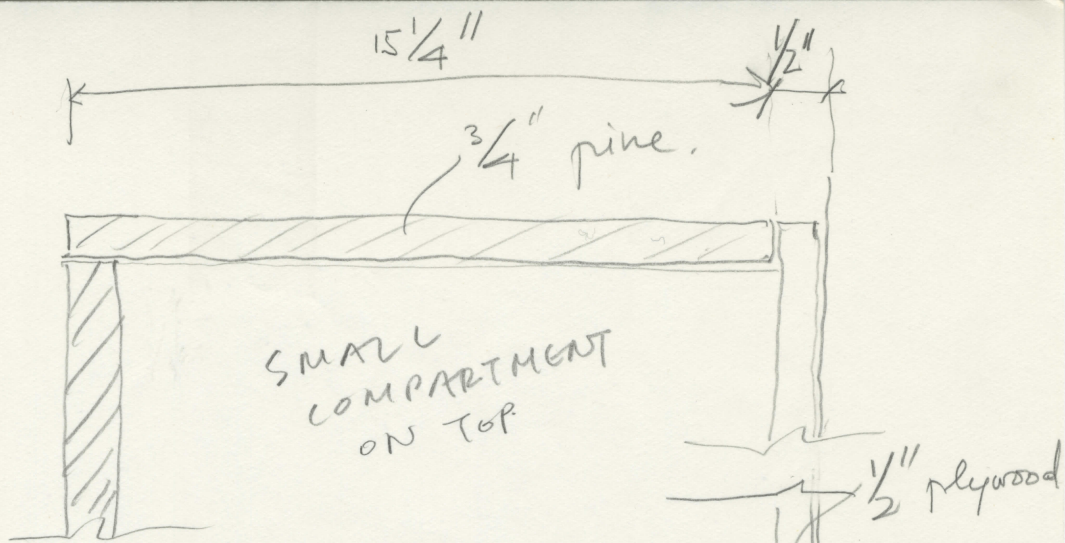 15 1/4"
1/2"
3/4" pine.
SMALL
COMPARTMENT
ON TOP.
1/2" plywood